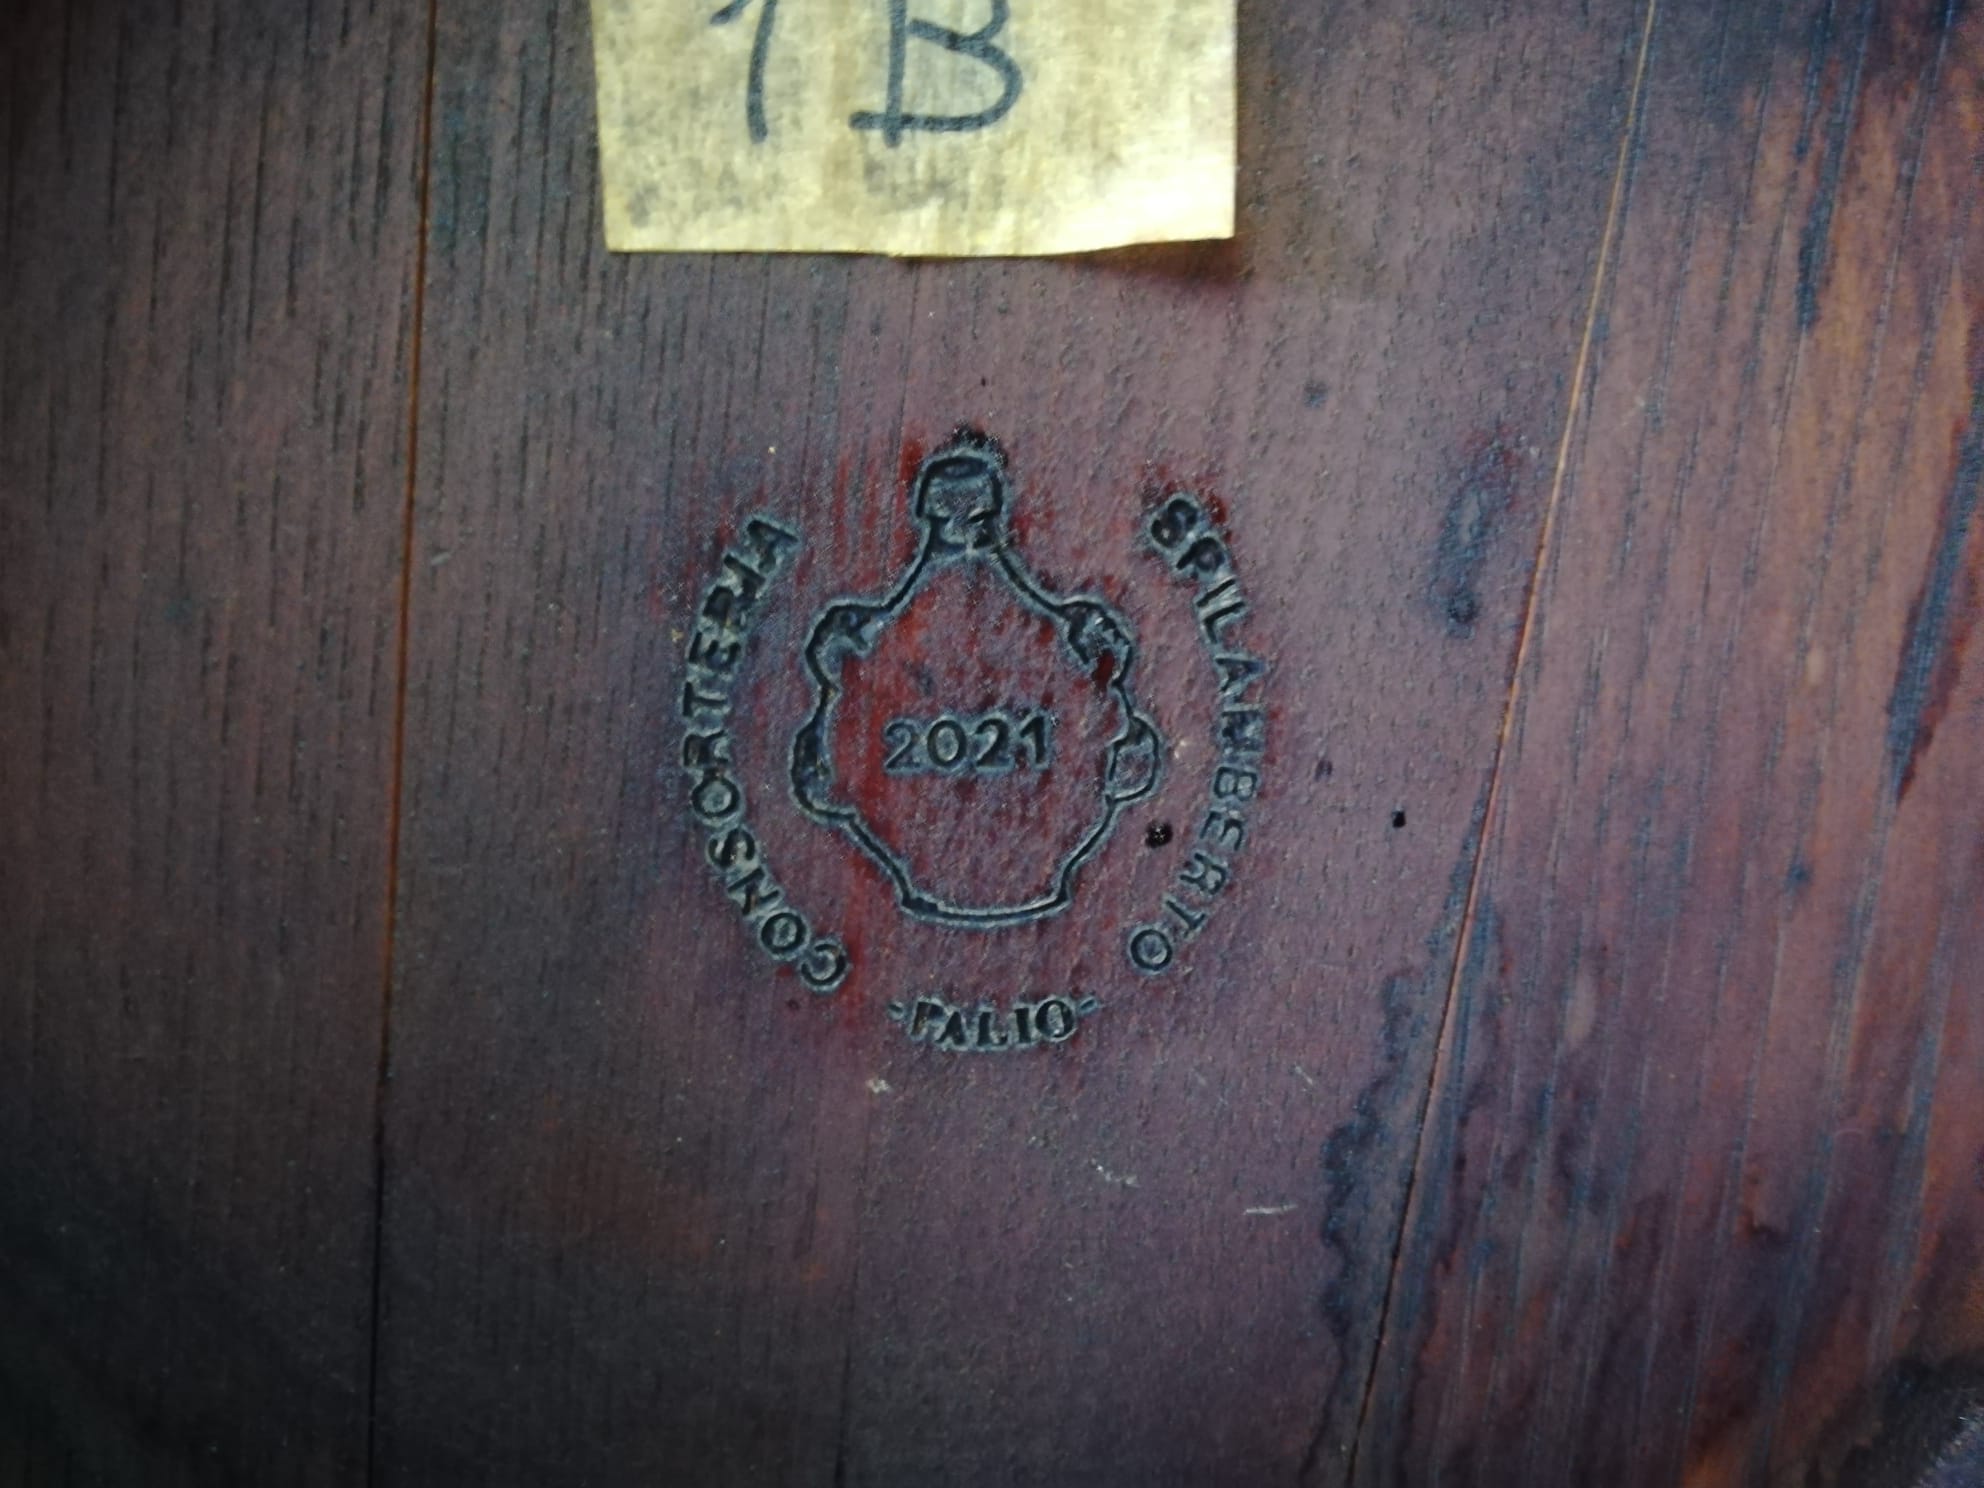 1B
CONSORTERIA
SPILAMBERTO
2021
-PALIO-